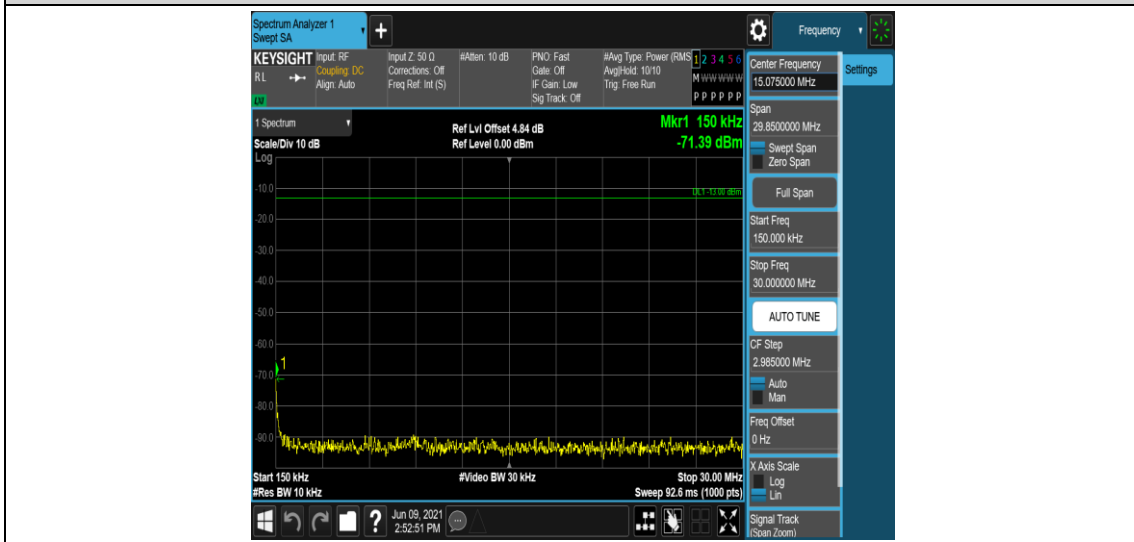 Spectrum Analyzer 1
Swept SA
+
Frequency
KEYSIGHT
RL
LXI
Input: RF
Coupling: DC
Align: Auto
Input Z: 50 Ω
Corrections: Off
Freq Ref: Int (S)
#Atten: 10 dB
PNO: Fast
Gate: Off
IF Gain: Low
Sig Track: Off
#Avg Type: Power (RMS
Avg|Hold: 10/10
Trig: Free Run
1 2 3 4 5 6
M W W W W W
P P P P P P
1 Spectrum
Scale/Div 10 dB
Log
Ref Lvl Offset 4.84 dB
Ref Level 0.00 dBm
Mkr1 150 kHz
-71.39 dBm
DL1 -13.00 dBm
-10.0
-20.0
-30.0
-40.0
-50.0
-60.0
-70.0
-80.0
-90.0
1
Start 150 kHz
#Video BW 30 kHz
Stop 30.00 MHz
#Res BW 10 kHz
Sweep 92.6 ms (1000 pts)
Center Frequency
15.075000 MHz
Settings
Span
29.8500000 MHz
Swept Span
Zero Span
Full Span
Start Freq
150.000 kHz
Stop Freq
30.000000 MHz
AUTO TUNE
CF Step
2.985000 MHz
Auto
Man
Freq Offset
0 Hz
X Axis Scale
Log
Lin
Signal Track
(Span Zoom)
?
Jun 09, 2021
2:52:51 PM